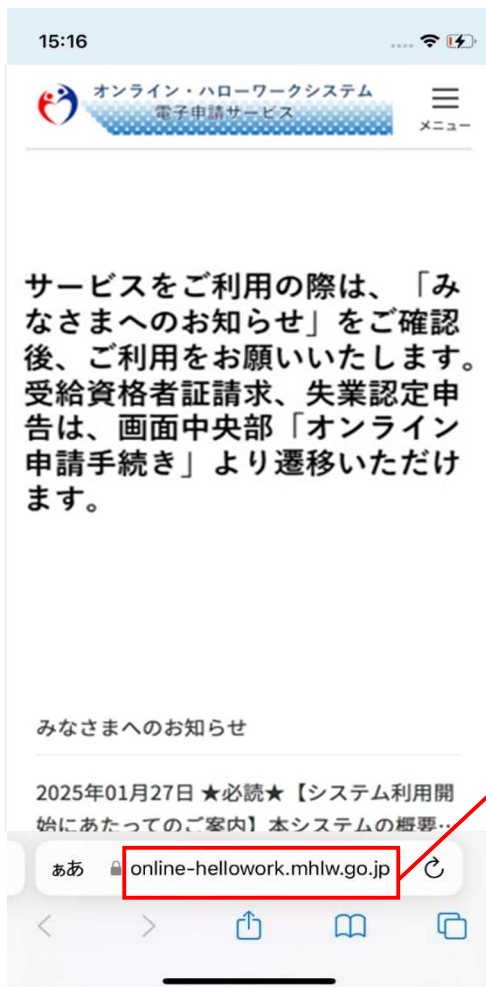 15:16
オンライン・ハローワークシステム
電子申請サービス
メニュー
サービスをご利用の際は、「み
なさまへのお知らせ」をご確認
後、ご利用をお願いいたします。
受給資格者証請求、失業認定申
告は、画面中央部「オンライン
申請手続き」より遷移いただけ
ます。
みなさまへのお知らせ
2025年01月27日 ★必読★【システム利用開
始にあたってのご案内】本システムの概要…
ぁあ online-hellowork.mhlw.go.jp